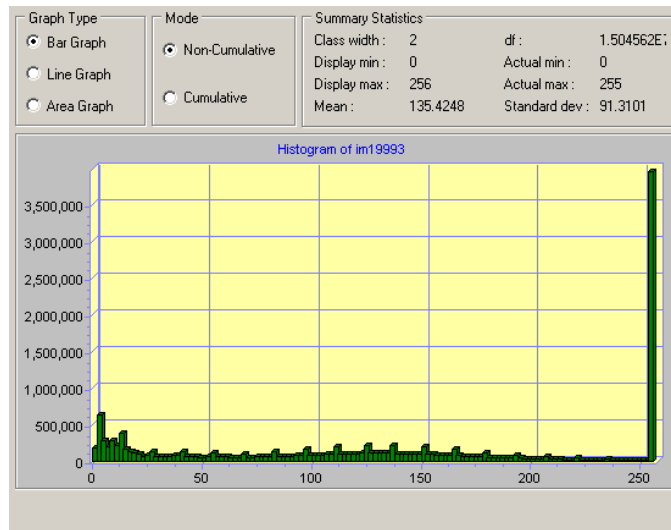 Graph Type
Bar Graph
Line Graph
Area Graph
Mode
Non-Cumulative
Cumulative
Summary Statistics
Class width : 2 df : 1.504562E7
Display min : 0 Actual min : 0
Display max : 256 Actual max : 255
Mean : 135.4248 Standard dev : 91.3101
Histogram of im19993
3,500,000
3,000,000
2,500,000
2,000,000
1,500,000
1,000,000
500,000
0
0 50 100 150 200 250